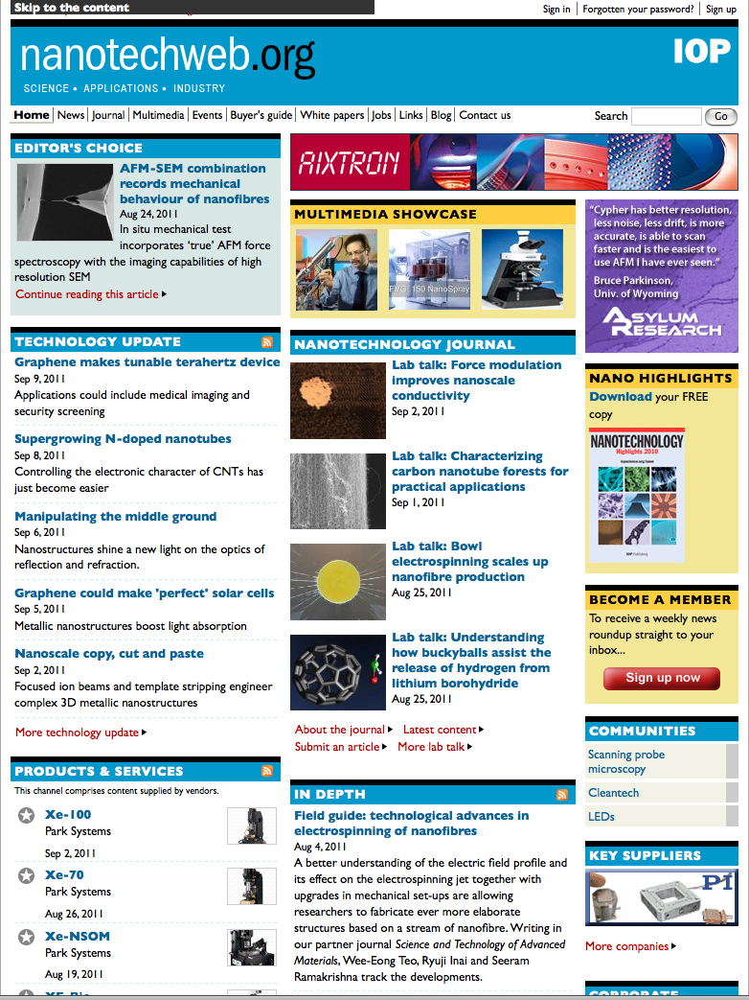 Skip to the content
Sign in
Forgotten your password?
Sign up
nanotechweb.org
IOP
SCIENCE • APPLICATIONS • INDUSTRY
Home News Journal Multimedia Events Buyer's guide White papers Jobs Links Blog Contact us
Search
Go
EDITOR'S CHOICE
AFM-SEM combination
records mechanical
behaviour of nanofibres
Aug 24, 2011
In situ mechanical test
incorporates ‘true’ AFM force
spectroscopy with the imaging capabilities of high
resolution SEM
Continue reading this article
TECHNOLOGY UPDATE
Graphene makes tunable terahertz device
Sep 9, 2011
Applications could include medical imaging and
security screening
Supergrowing N-doped nanotubes
Sep 8, 2011
Controlling the electronic character of CNTs has
just become easier
Manipulating the middle ground
Sep 6, 2011
Nanostructures shine a new light on the optics of
reflection and refraction.
Graphene could make 'perfect' solar cells
Sep 5, 2011
Metallic nanostructures boost light absorption
Nanoscale copy, cut and paste
Sep 2, 2011
Focused ion beams and template stripping engineer
complex 3D metallic nanostructures
More technology update
PRODUCTS & SERVICES
This channel comprises content supplied by vendors.
Xe-100
Park Systems
Sep 2, 2011
Xe-70
Park Systems
Aug 26, 2011
Xe-NSOM
Park Systems
Aug 19, 2011
AIXTRON
MULTIMEDIA SHOWCASE
EVG 150 NanoSpray
NANOTECHNOLOGY JOURNAL
Lab talk: Force modulation
improves nanoscale
conductivity
Sep 2, 2011
Lab talk: Characterizing
carbon nanotube forests for
practical applications
Sep 1, 2011
Lab talk: Bowl
electrospinning scales up
nanofibre production
Aug 25, 2011
Lab talk: Understanding
how buckyballs assist the
release of hydrogen from
lithium borohydride
Aug 25, 2011
About the journal Latest content
Submit an article More lab talk
IN DEPTH
Field guide: technological advances in
electrospinning of nanofibres
Aug 4, 2011
A better understanding of the electric field profile and
its effect on the electrospinning jet together with
upgrades in mechanical set-ups are allowing
researchers to fabricate ever more elaborate
structures based on a stream of nanofibre. Writing in
our partner journal Science and Technology of Advanced
Materials, Wee-Eong Teo, Ryuji Inai and Seeram
Ramakrishna track the developments.
“Cypher has better resolution,
less noise, less drift, is more
accurate, is able to scan
faster and is the easiest to
use AFM I have ever seen.”
Bruce Parkinson,
Univ. of Wyoming
ASYLUM
RESEARCH
NANO HIGHLIGHTS
Download your FREE
copy
NANOTECHNOLOGY
Highlights 2010
iopscience.org/nano
IOP Publishing
BECOME A MEMBER
To receive a weekly news
roundup straight to your
inbox...
Sign up now
COMMUNITIES
Scanning probe
microscopy
Cleantech
LEDs
KEY SUPPLIERS
PI
More companies
CORPORATE